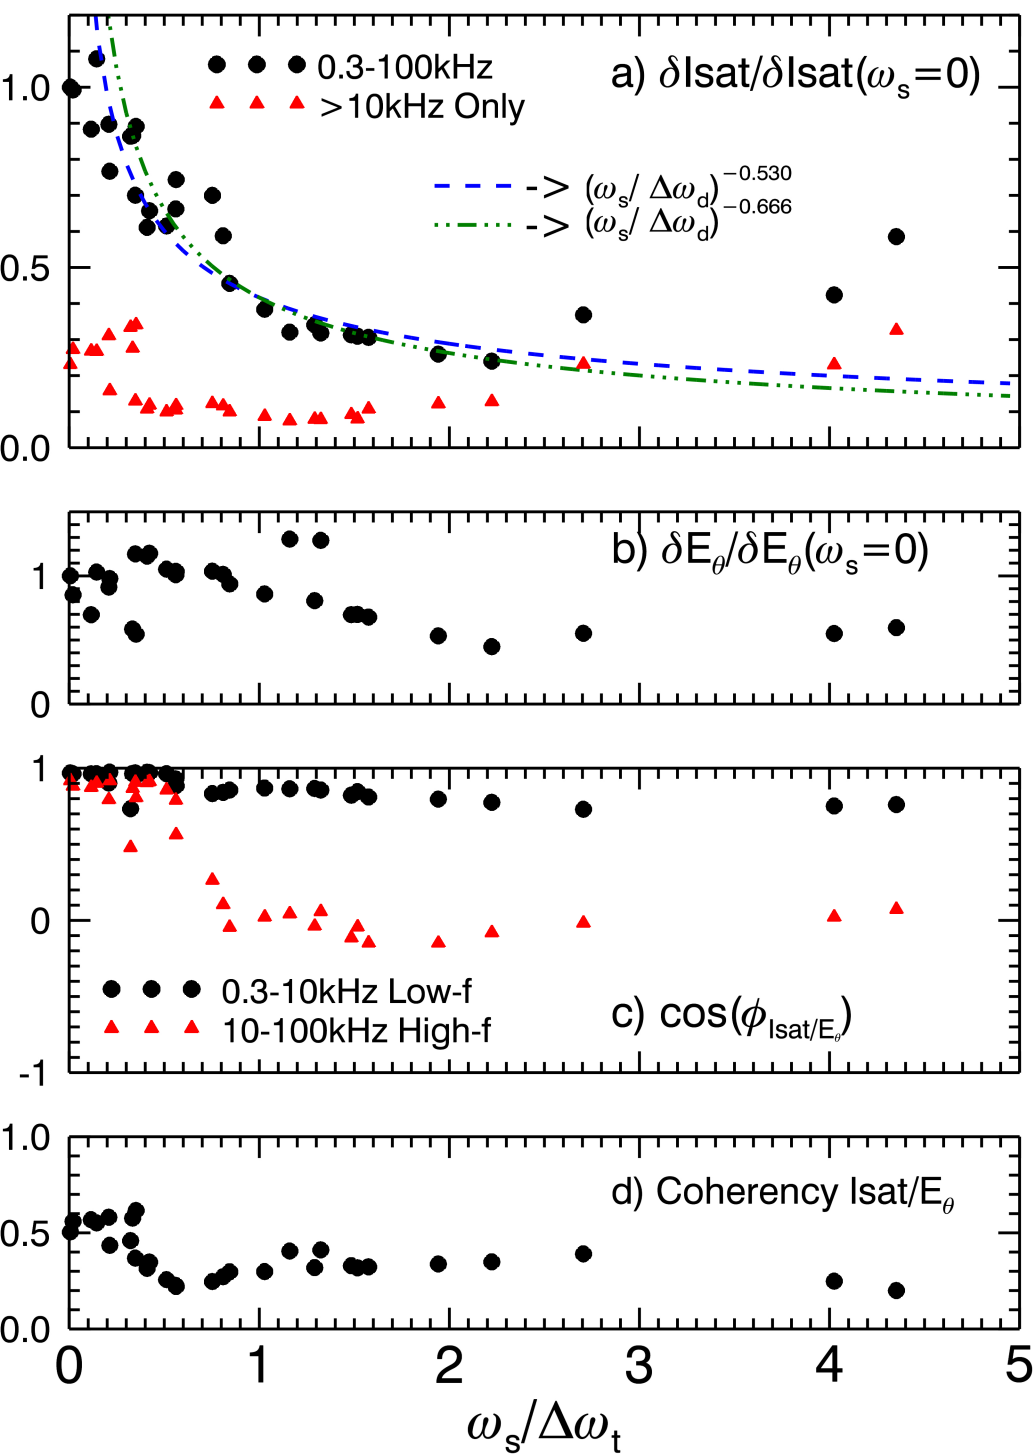 0.3-100kHz
>10kHz Only
a) δIsat/δIsat(ωs=0)
-> (ωs/ Δωd)−0.530
-> (ωs/ Δωd)−0.666
1.0
0.5
0.0
b) δEθ/δEθ(ωs=0)
1
0
1
0
-1
0.3-10kHz Low-f
10-100kHz High-f
c) cos(ϕIsat/Eθ)
1.0
0.5
0.0
d) Coherency Isat/Eθ
0 1 2 3 4 5
ωs/Δωt